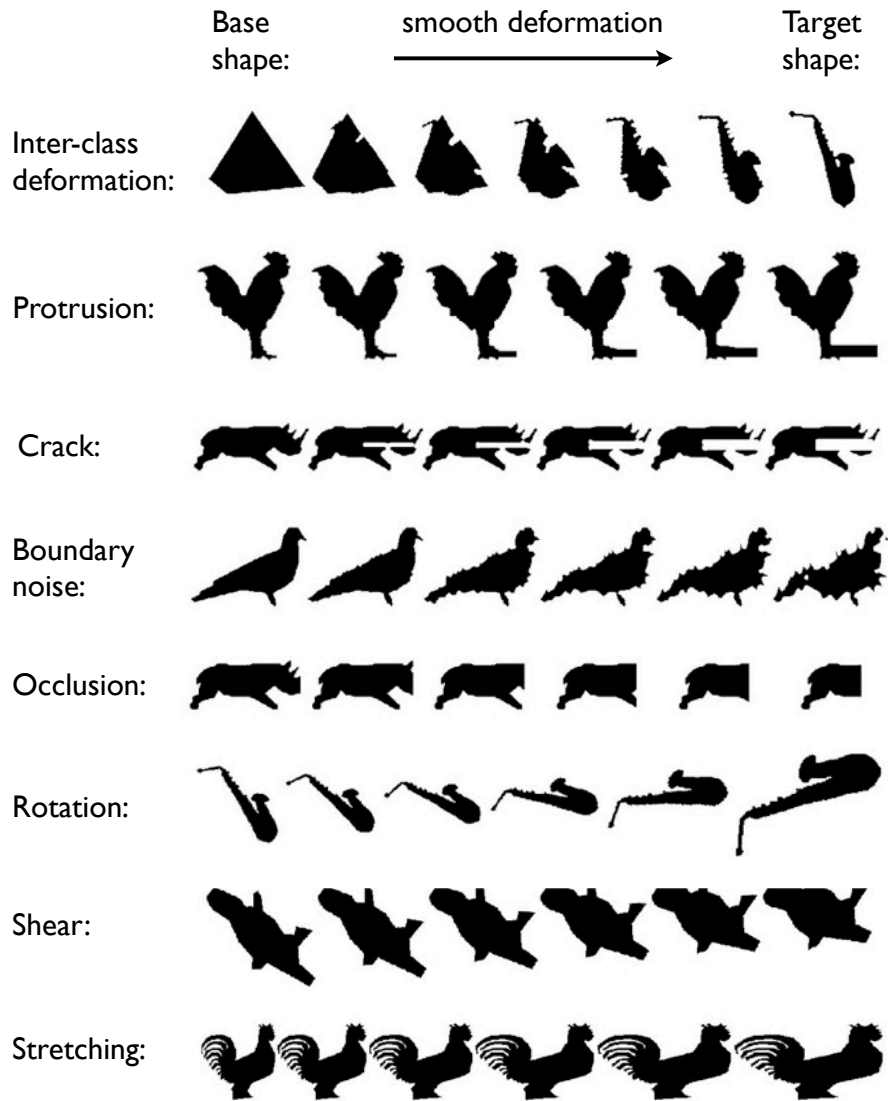 Base
shape:
smooth deformation
Target
shape:
Inter-class
deformation:
Protrusion:
Crack:
Boundary
noise:
Occlusion:
Rotation:
Shear:
Stretching: